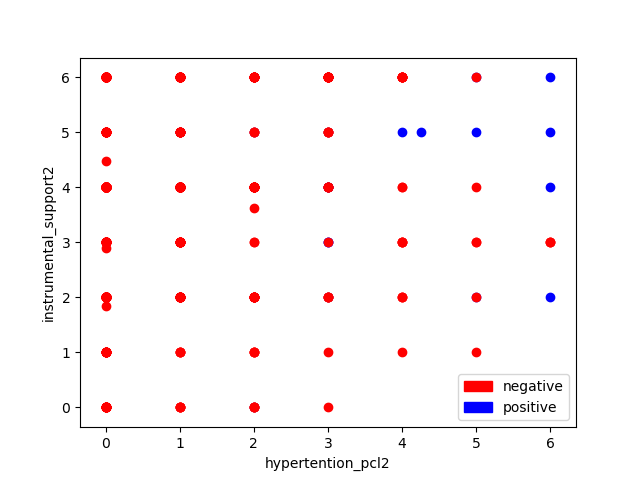 6
5
4
3
2
1
0
instrumental_support2
0 1 2 3 4 5 6
hypertention_pcl2
negative
positive